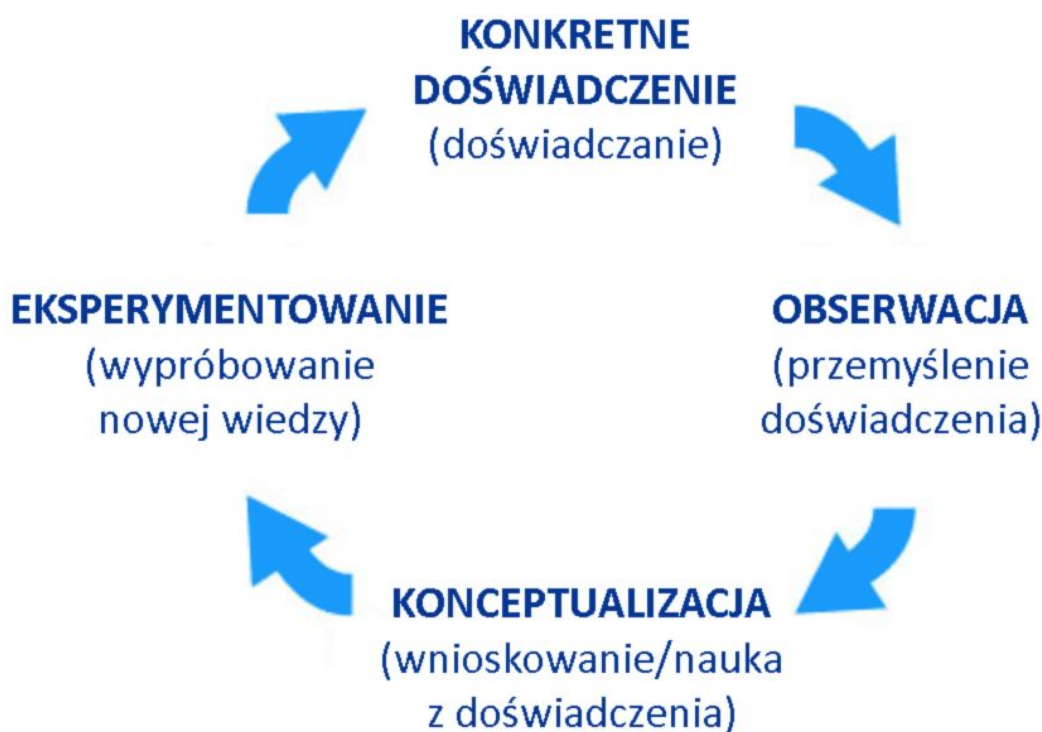 KONKRETNE
DOŚWIADCZENIE
(doświadczanie)
EKSPERYMENTOWANIE
(wypróbowanie
nowej wiedzy)
OBSERWACJA
(przemyślenie
doświadczenia)
KONCEPTUALIZACJA
(wnioskowanie/nauka
z doświadczenia)